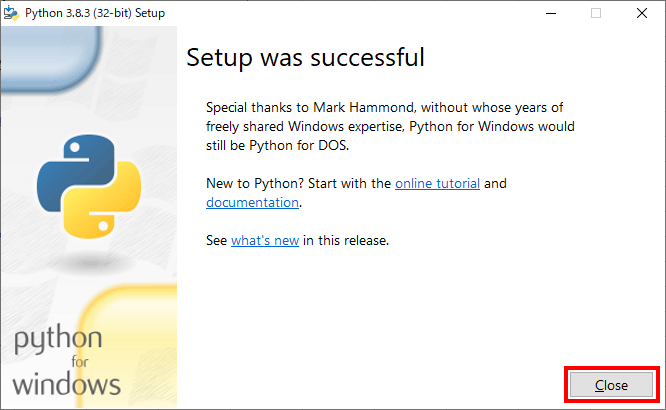 Python 3.8.3 (32-bit) Setup
Setup was successful
Special thanks to Mark Hammond, without whose years of
freely shared Windows expertise, Python for Windows would
still be Python for DOS.
New to Python? Start with the online tutorial and
documentation.
See what's new in this release.
python
for
windows
Close